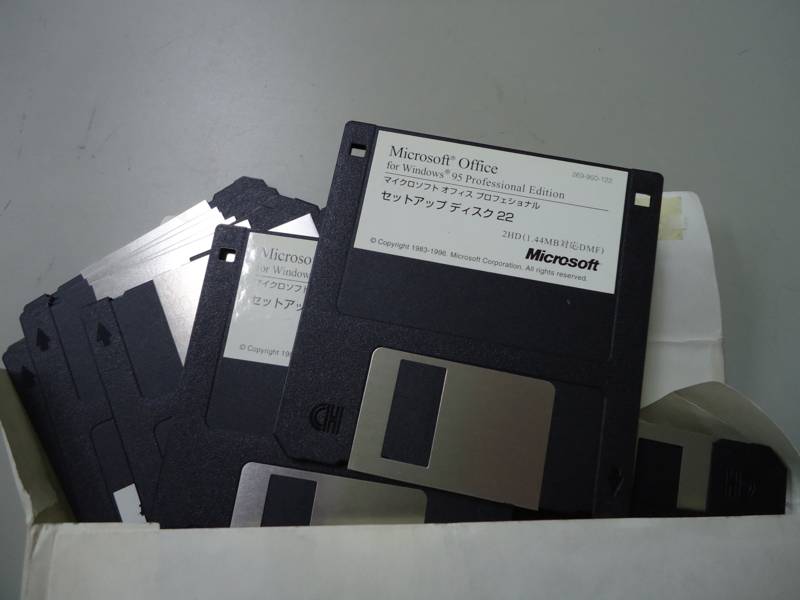 Microsoft® Office
269-950-122
for Windows® 95 Professional Edition
マイクロソフト オフィス プロフェショナル
セットアップ ディスク 22
2HD(1.44MB対応DMF)
© Copyright 1983-1996. Microsoft Corporation. All rights reserved.
Microsoft
Microso
for Window
マイクロソフト
セットアッ
© Copyright 19